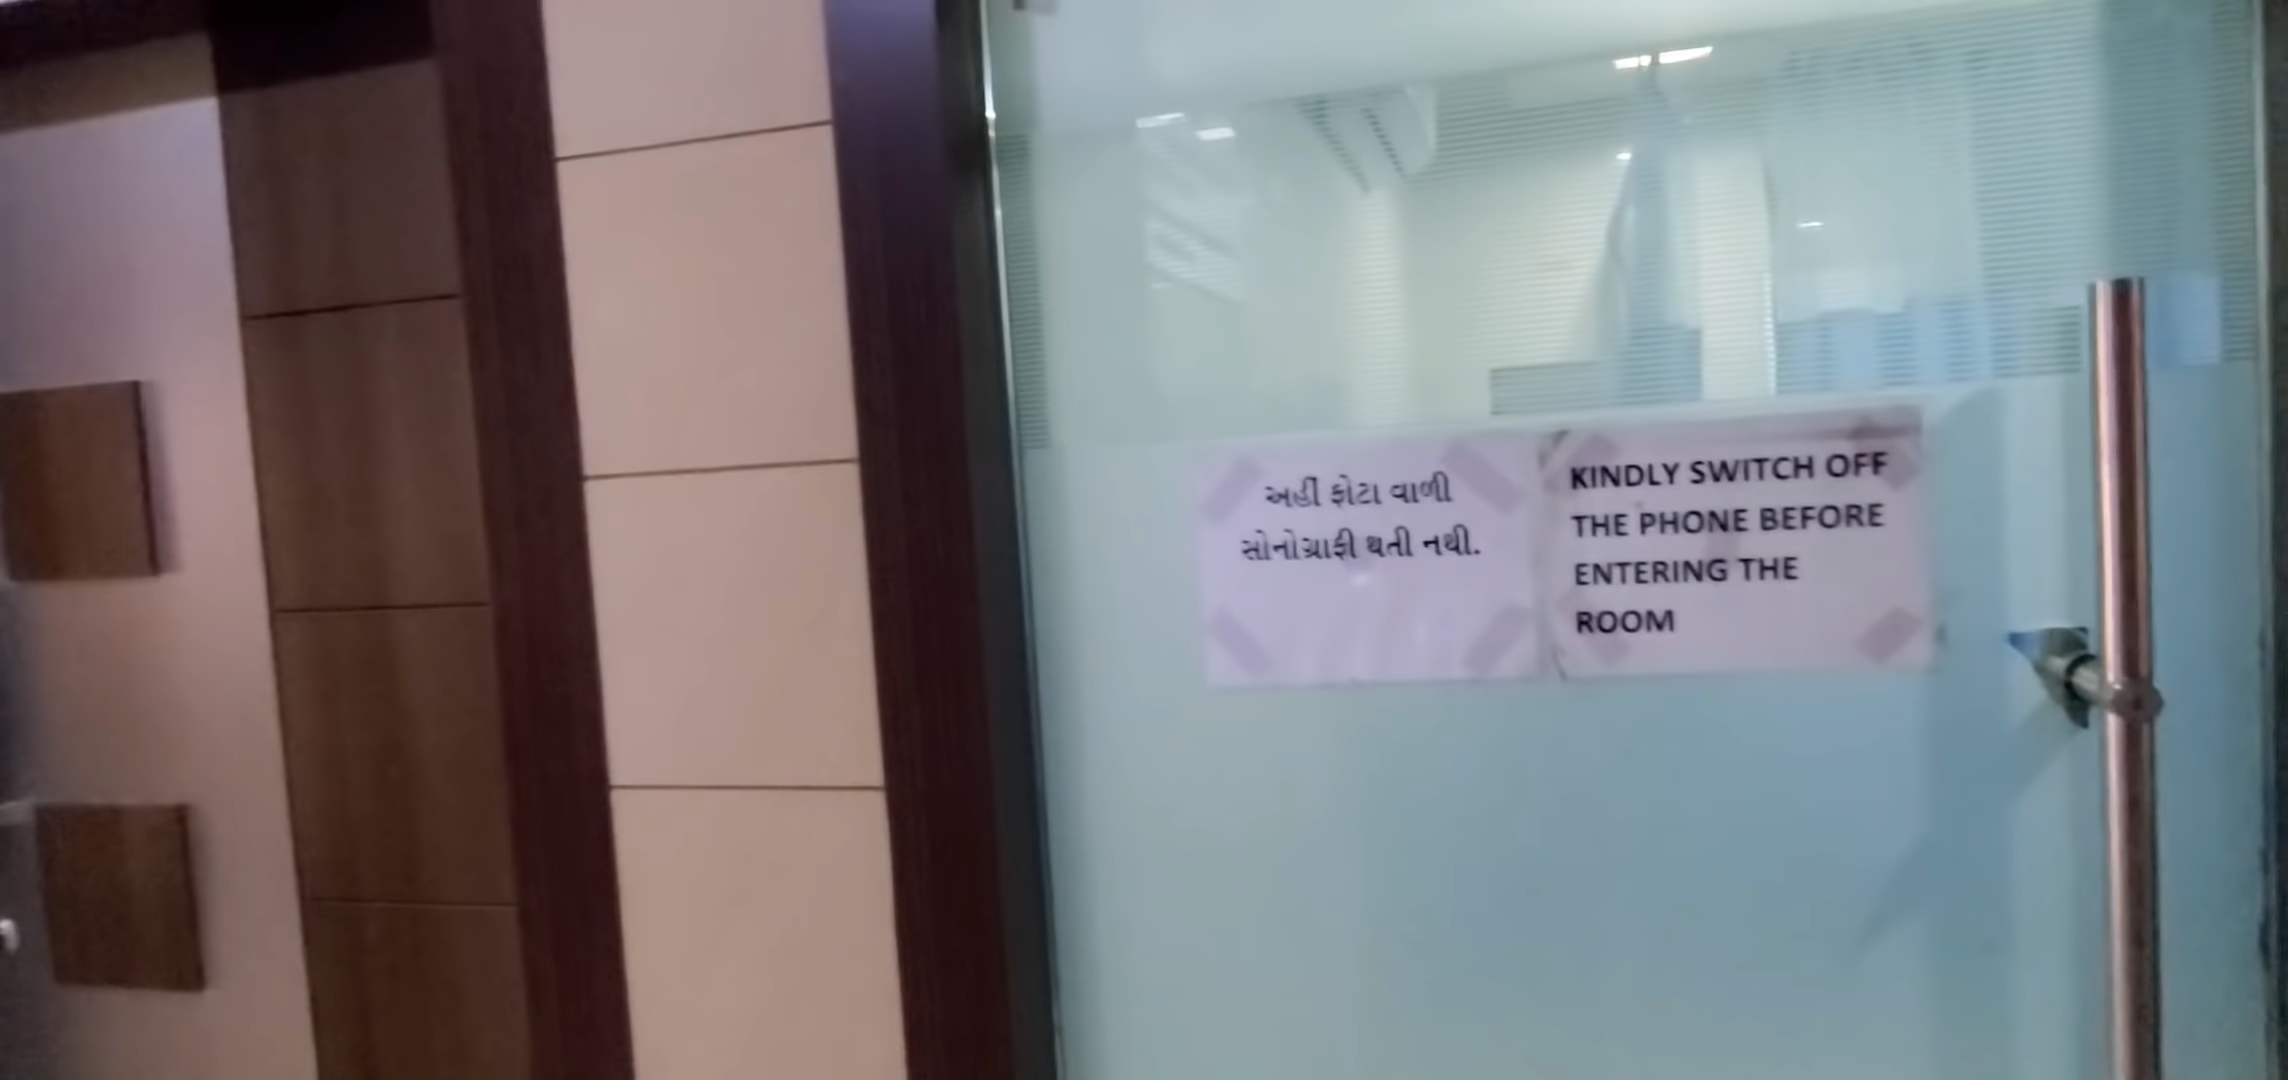 અહીં ફોટા વાળી
સોનોગ્રાફી થતી નથી.
KINDLY SWITCH OFF
THE PHONE BEFORE
ENTERING THE
ROOM